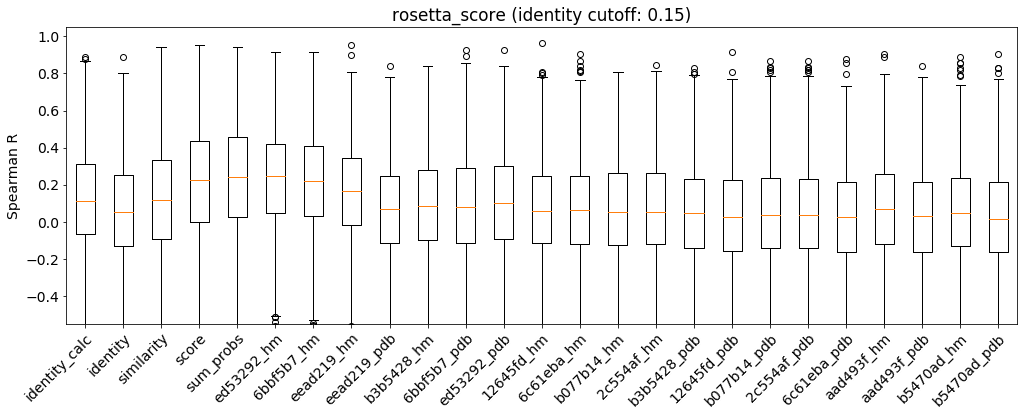 rosetta_score (identity cutoff: 0.15)
Spearman R
1.0
0.8
0.6
0.4
0.2
0.0
−0.2
−0.4
identity_calc
identity
similarity
score
sum_probs
ed53292_hm
6bbf5b7_hm
eead219_hm
eead219_pdb
b3b5428_hm
6bbf5b7_pdb
ed53292_pdb
12645fd_hm
6c61eba_hm
b077b14_hm
2c554af_hm
b3b5428_pdb
12645fd_pdb
b077b14_pdb
2c554af_pdb
6c61eba_pdb
aad493f_hm
aad493f_pdb
b5470ad_hm
b5470ad_pdb